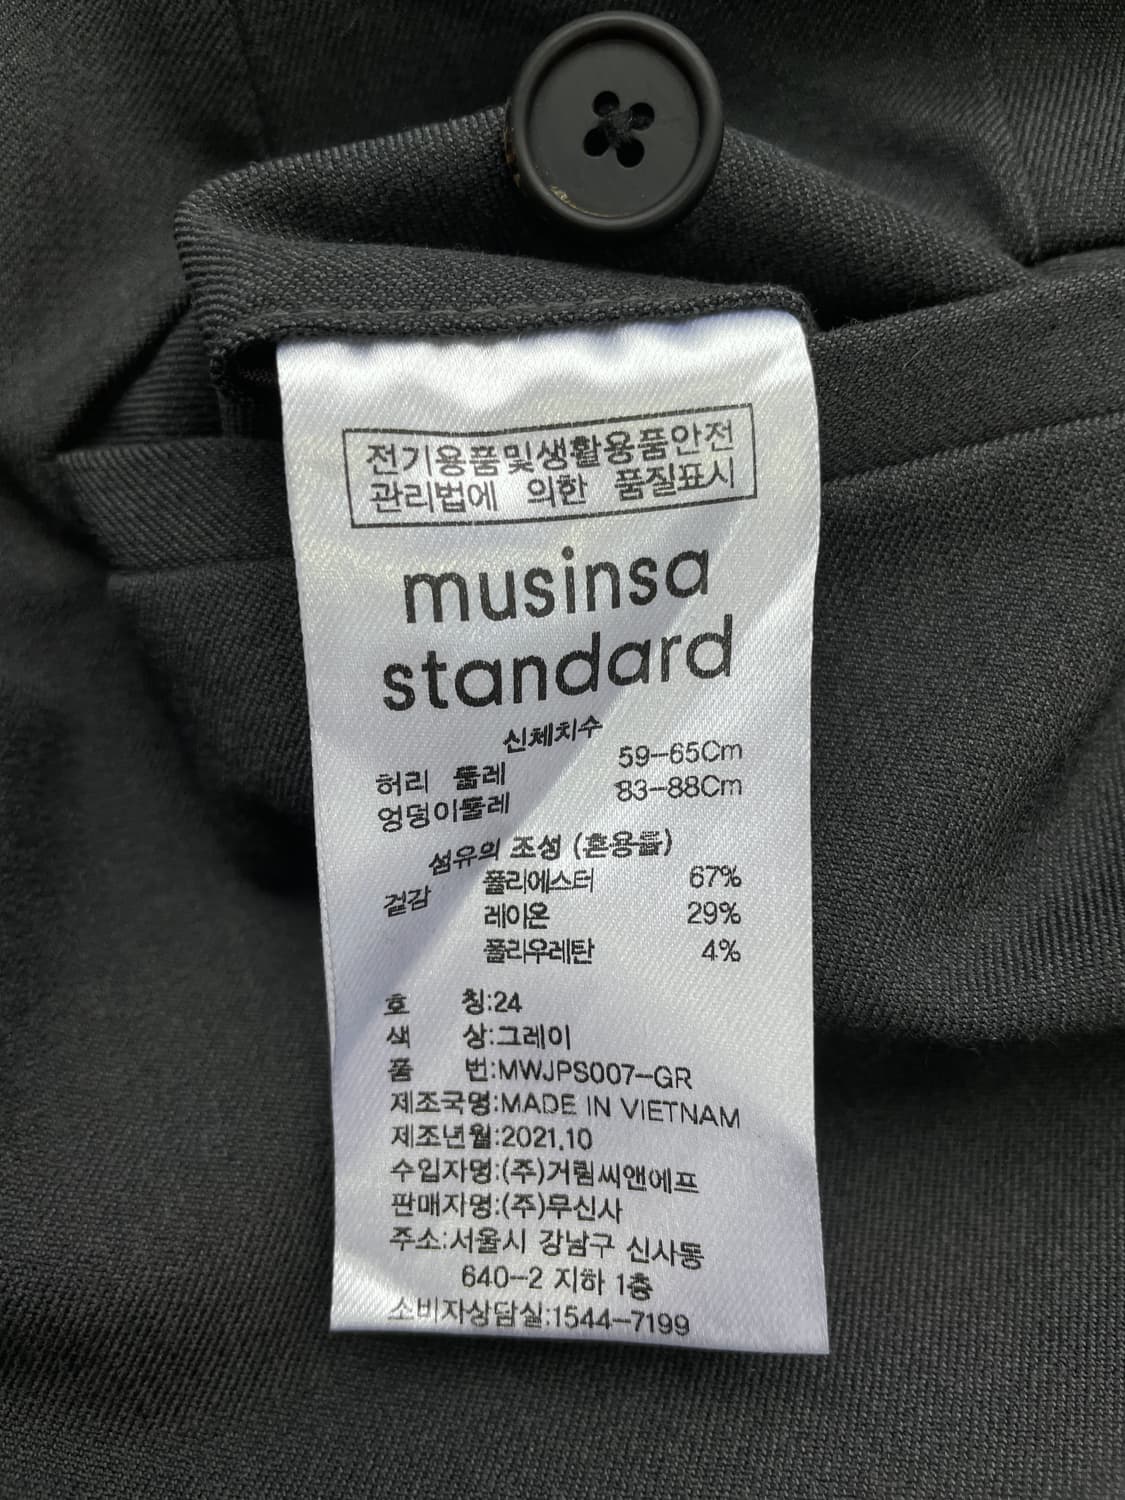 전기용품및생활용품안전
관리법에 의한 품질표시
musinsa
standard
신체치수
허리 둘레 59-65Cm
엉덩이둘레 83-88Cm
섬유의 조성 (혼용률)
겉감 폴리에스터 67%
레이온 29%
폴리우레탄 4%
호 칭:24
색 상:그레이
품 번:MWJPS007-GR
제조국명:MADE IN VIETNAM
제조년월:2021.10
수입자명:(주)거림씨앤에프
판매자명:(주)무신사
주소:서울시 강남구 신사동
640-2 지하 1층
소비자상담실:1544-7199